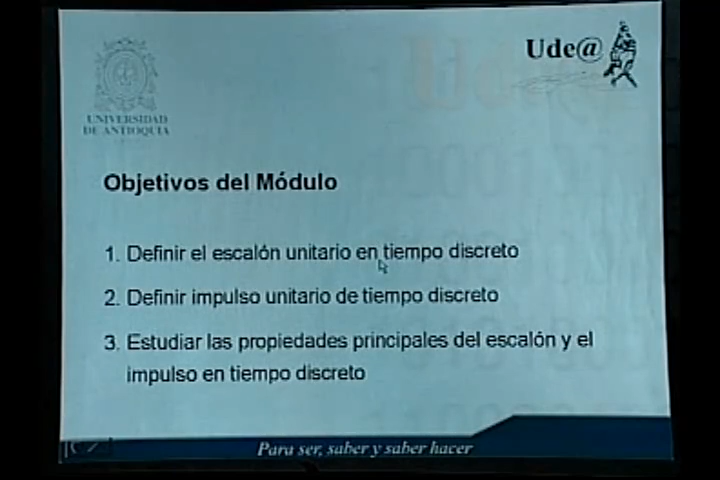 Ude@
UNIVERSIDAD
DE ANTIOQUIA
Objetivos del Módulo
1. Definir el escalón unitario en tiempo discreto
2. Definir impulso unitario de tiempo discreto
3. Estudiar las propiedades principales del escalón y el
impulso en tiempo discreto
Para ser, saber y saber hacer